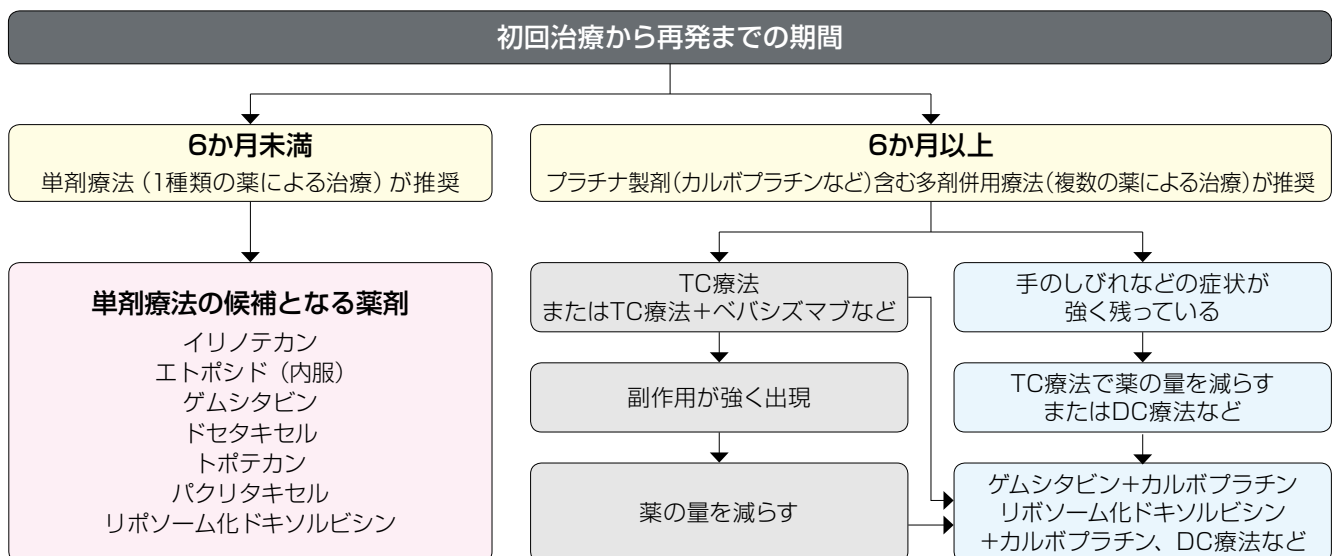 初回治療から再発までの期間
6か月未満
単剤療法（1種類の薬による治療）が推奨
6か月以上
プラチナ製剤（カルボプラチンなど）含む多剤併用療法（複数の薬による治療）が推奨
単剤療法の候補となる薬剤
イリノテカン
エトポシド（内服）
ゲムシタビン
ドセタキセル
トポテカン
パクリタキセル
リポソーム化ドキソルビシン
TC療法
またはTC療法＋ベバシズマブなど
副作用が強く出現
薬の量を減らす
手のしびれなどの症状が
強く残っている
TC療法で薬の量を減らす
またはDC療法など
ゲムシタビン＋カルボプラチン
リポソーム化ドキソルビシン
＋カルボプラチン、DC療法など